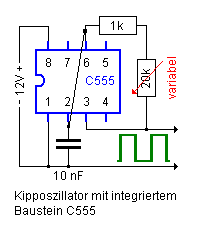 1k
8 7 6 5
C555
20k
variabel
- 12V +
1 2 3 4
10 nF
Kipposzillator mit integriertem
Baustein C555